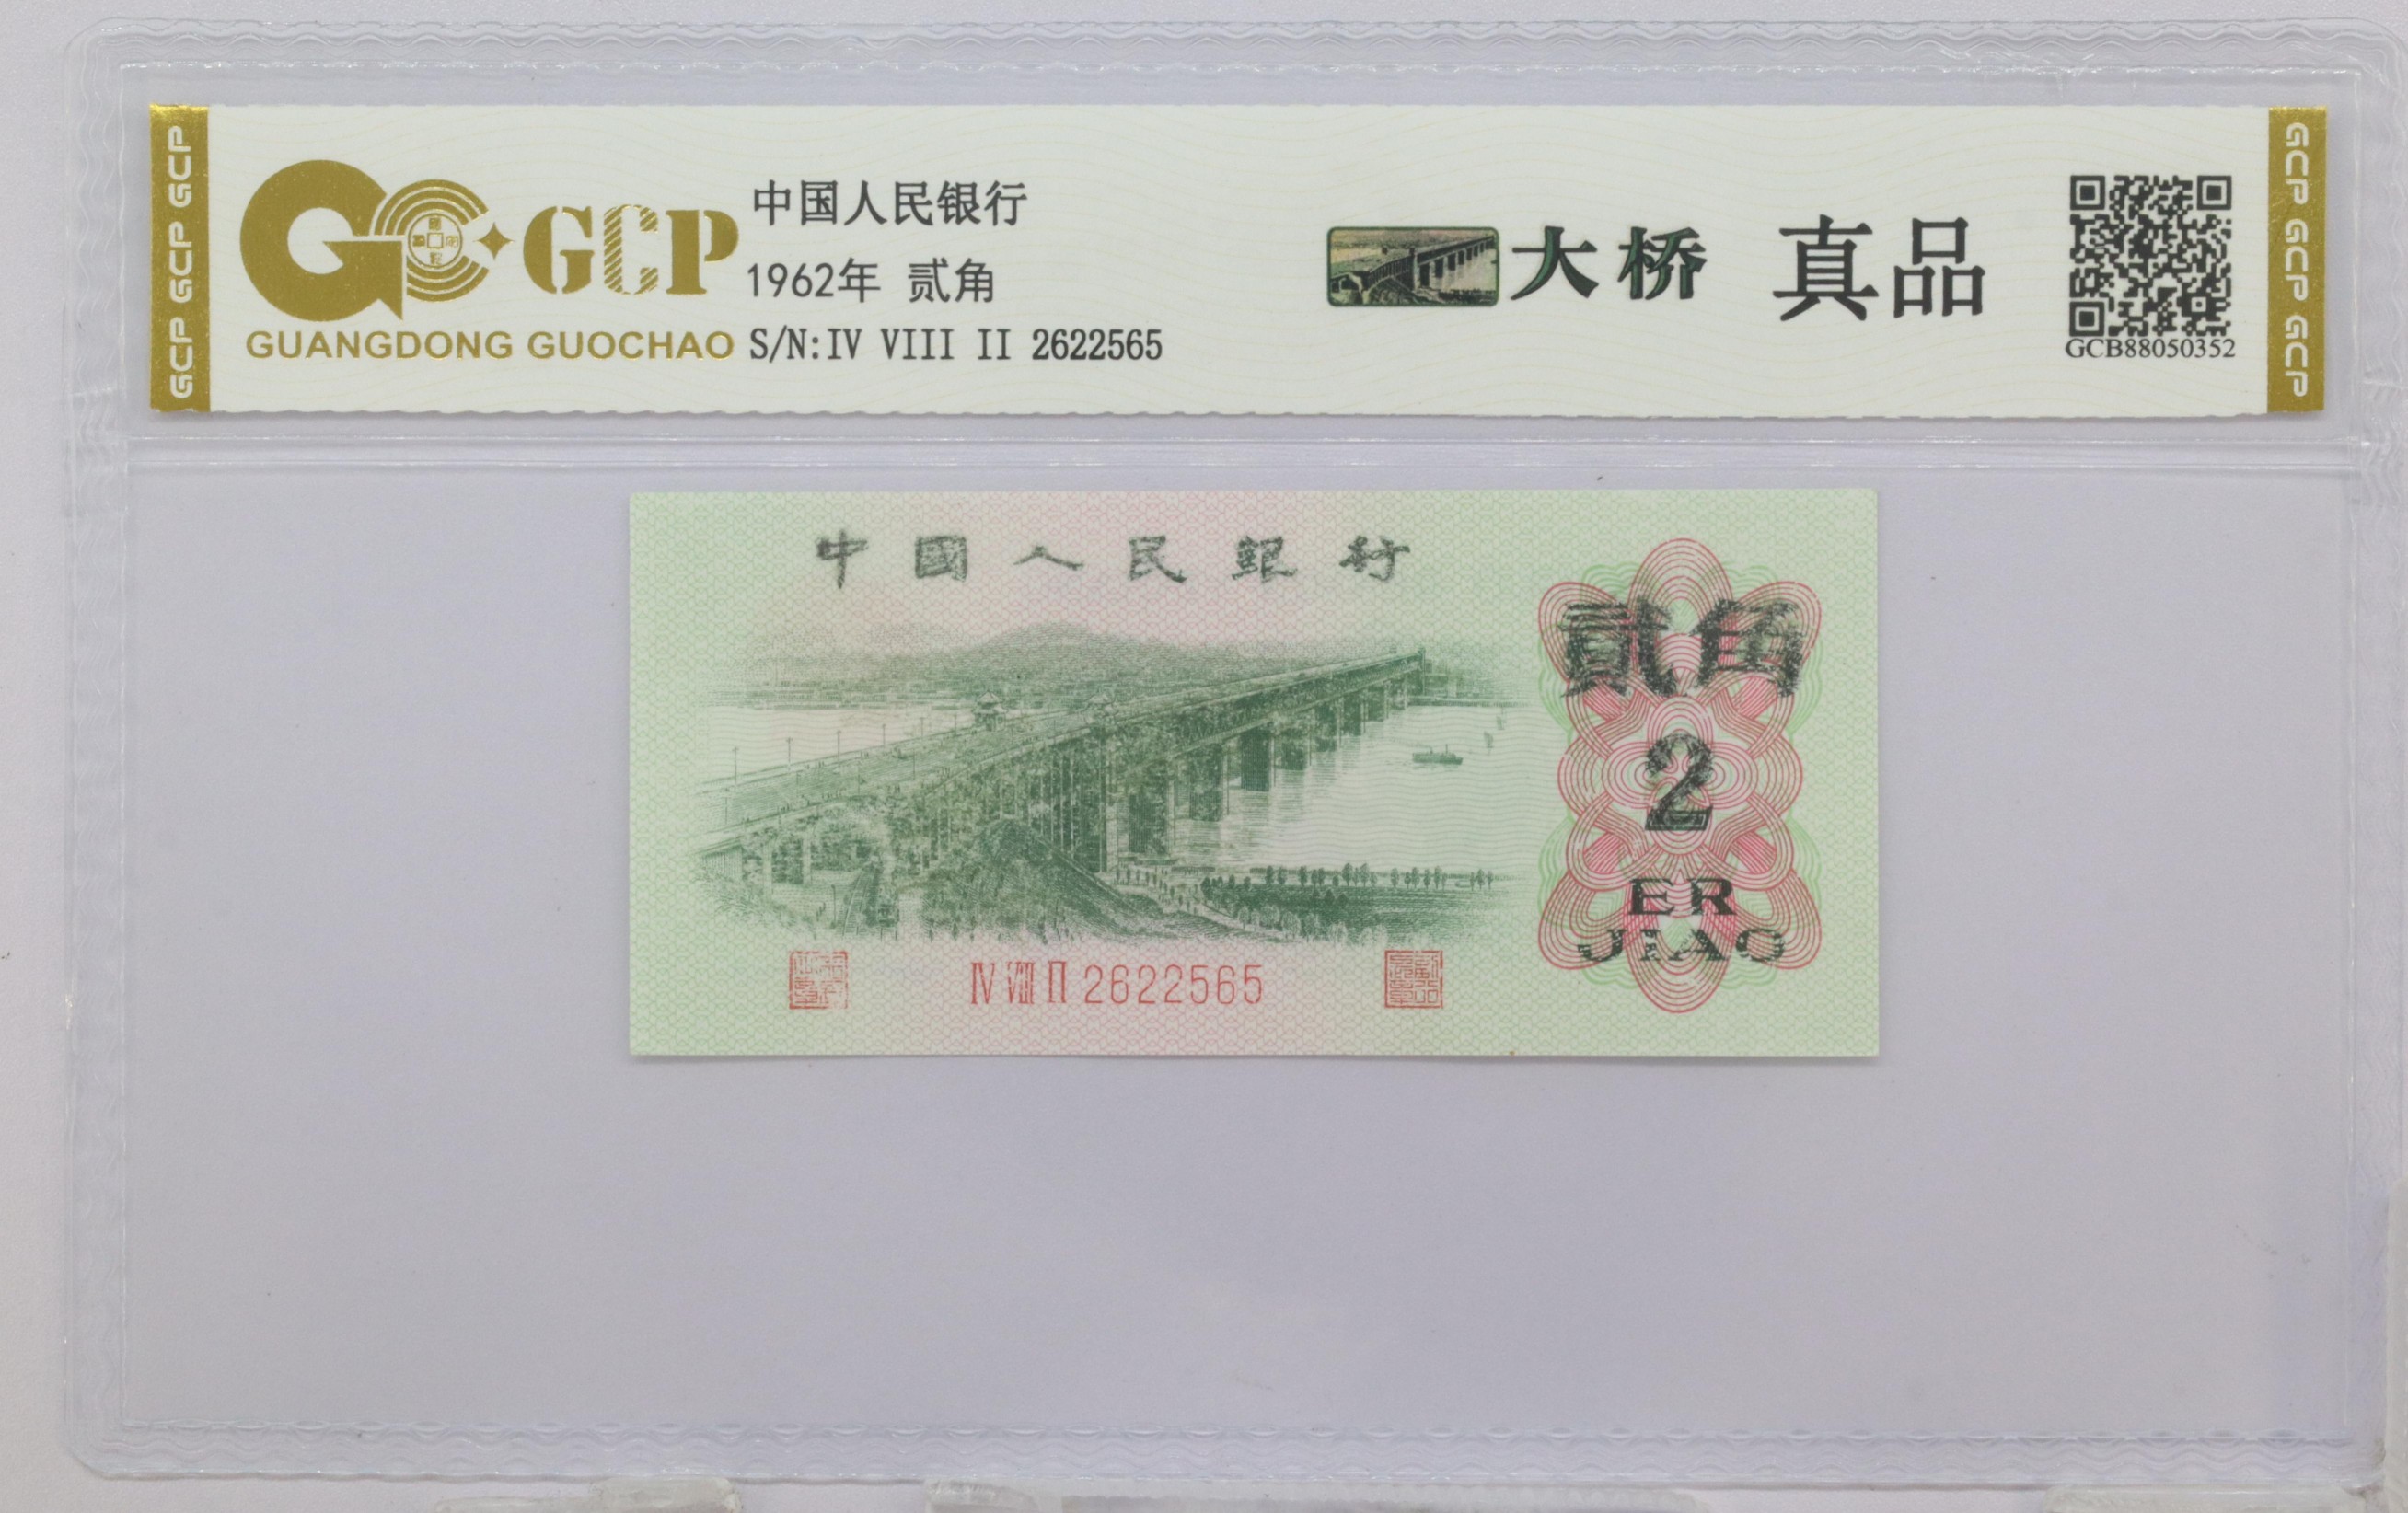 GCP GCP GCP
GCP
GUANGDONG GUOCHAO
中国人民银行
1962年 贰角
S/N:IV VIII II 2622565
大桥 真品
GCB88050352
GCP GCP GCP
中國人民銀行
貳角
2
ER
JIAO
IV VIII II 2622565